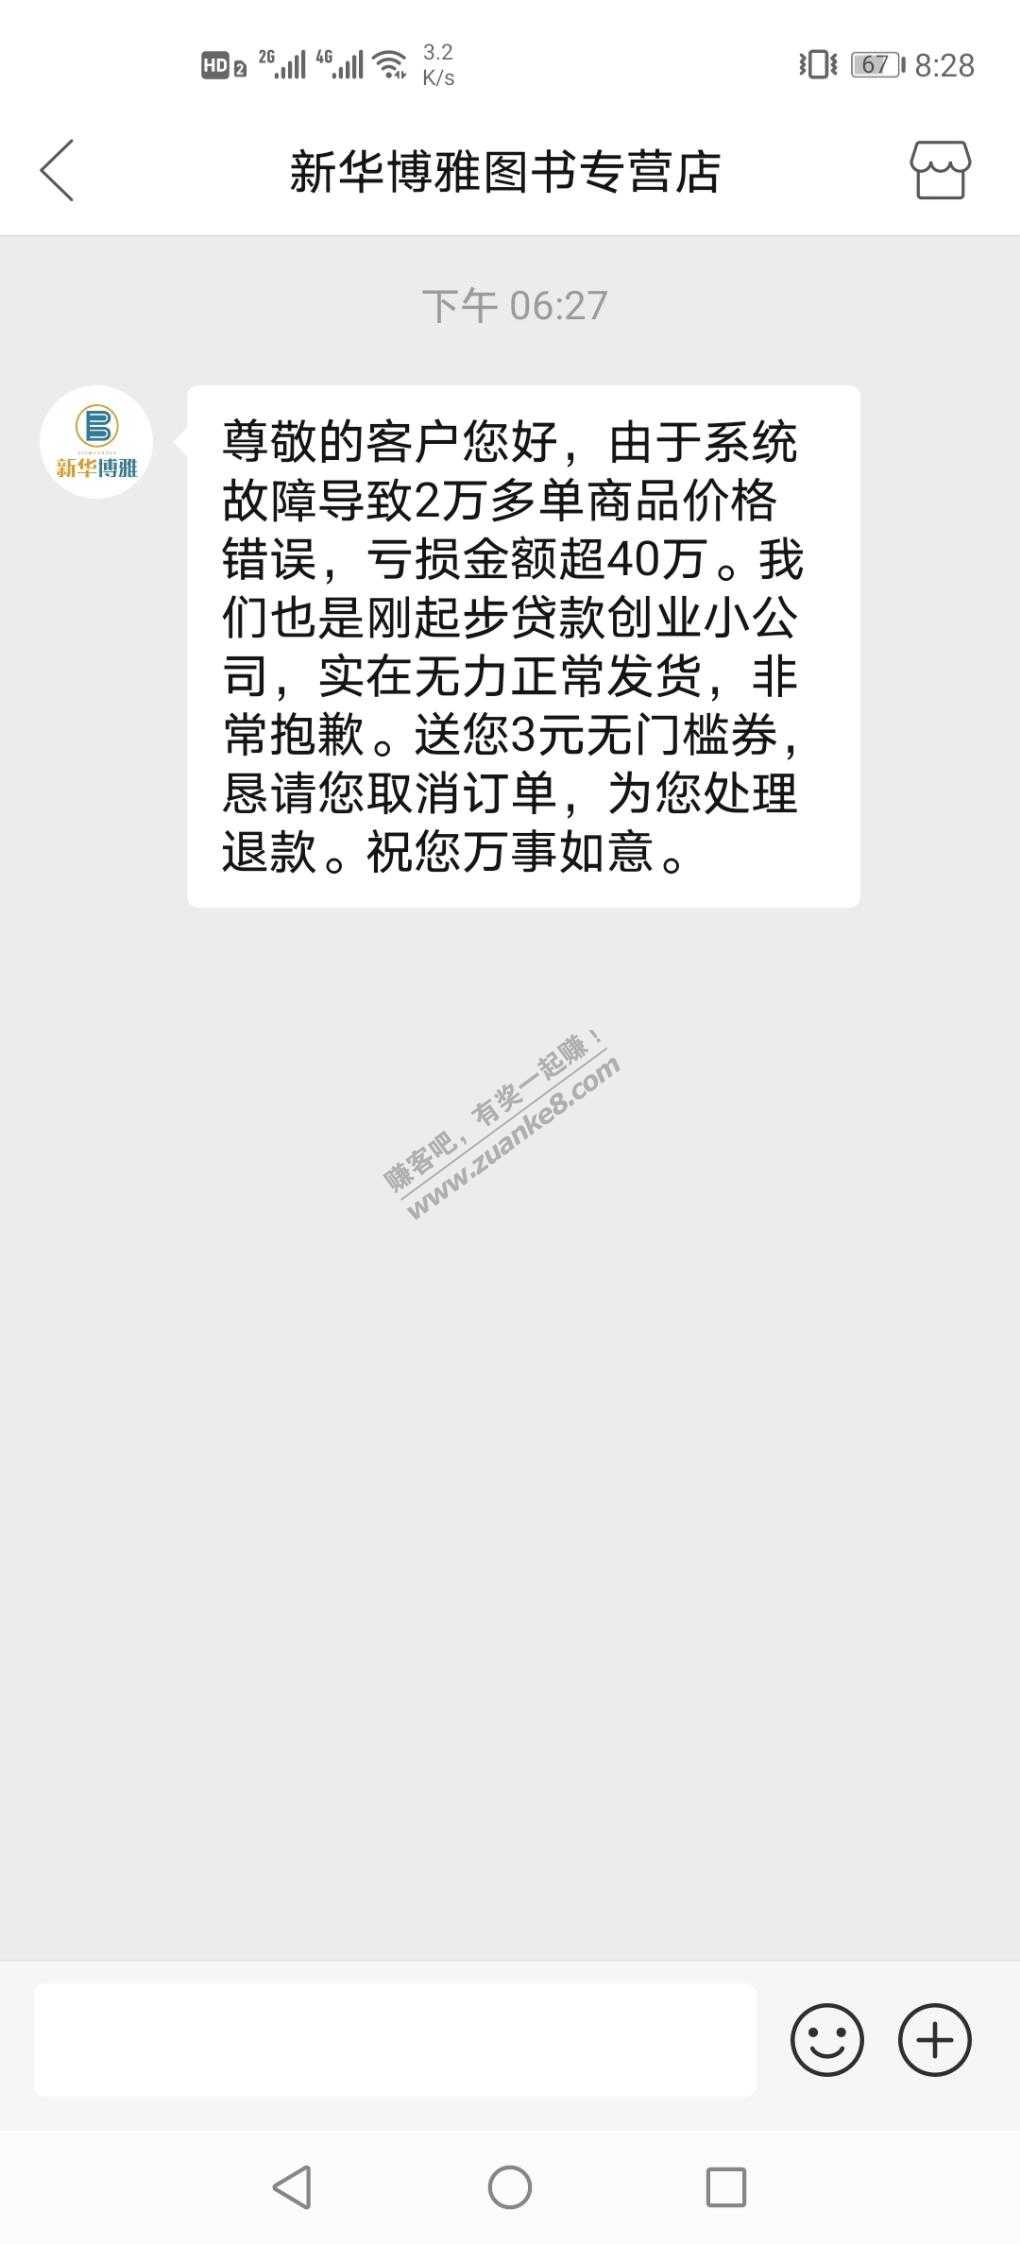 HD 2 2G 4G 3.2 K/s 67 8:28
新华博雅图书专营店
下午 06:27
新华博雅
尊敬的客户您好，由于系统
故障导致2万多单商品价格
错误，亏损金额超40万。我
们也是刚起步贷款创业小公
司，实在无力正常发货，非
常抱歉。送您3元无门槛券，
恳请您取消订单，为您处理
退款。祝您万事如意。
赚客吧，有奖一起赚！
www.zuanke8.com